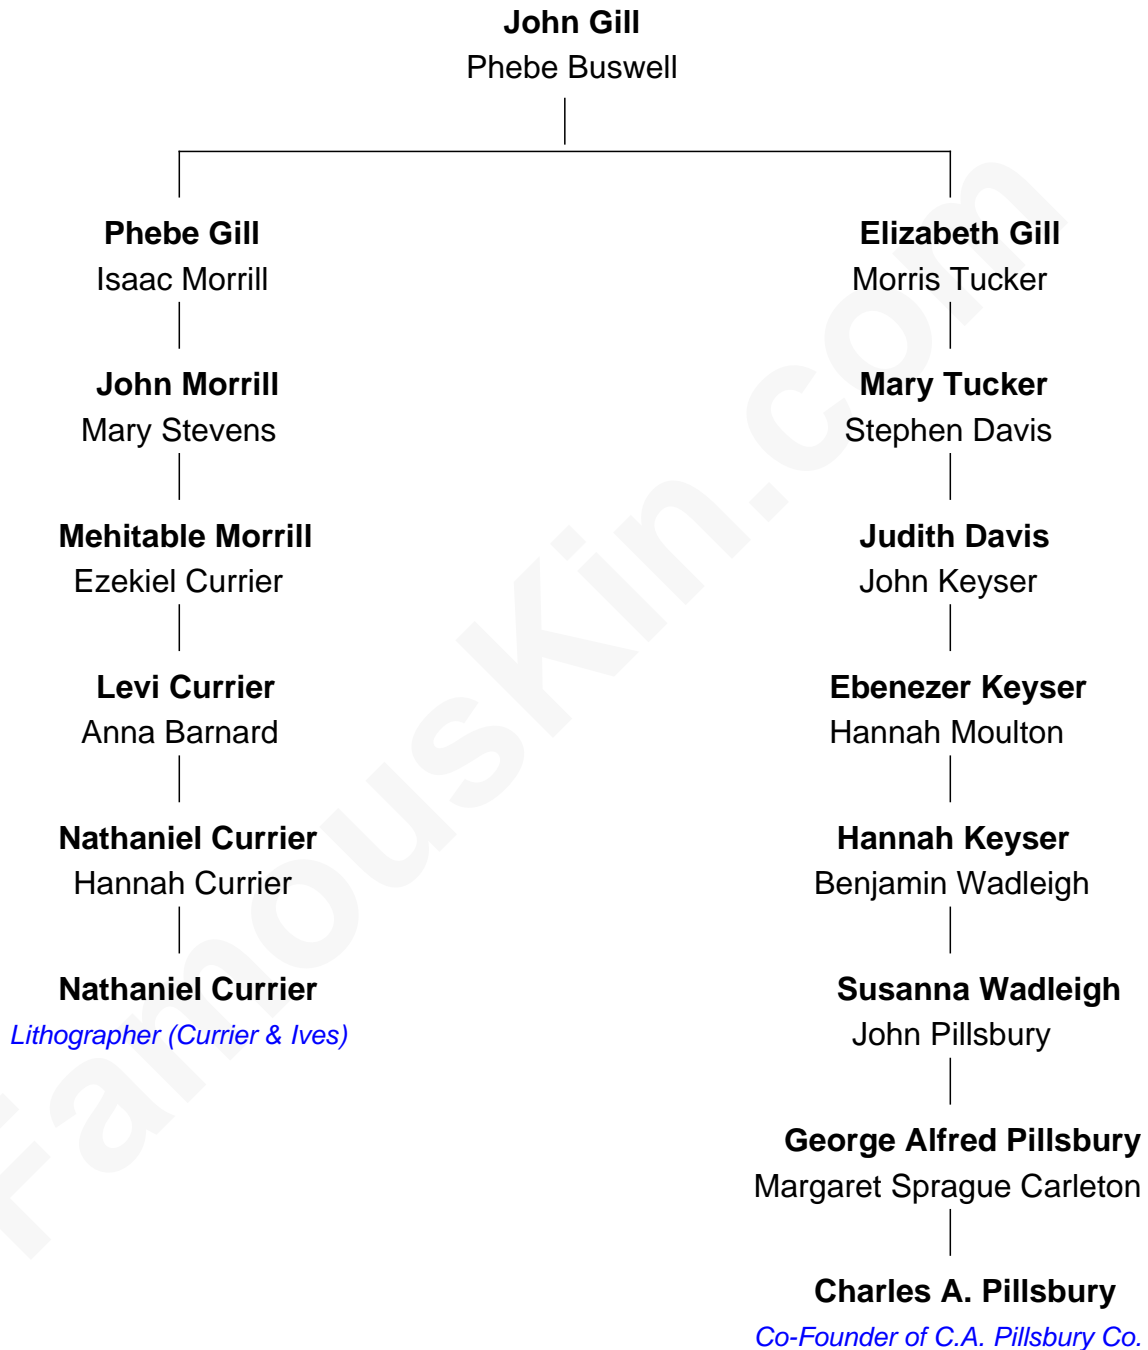 John Gill
Phebe Buswell
Phebe Gill
Isaac Morrill
Elizabeth Gill
Morris Tucker
John Morrill
Mary Stevens
Mary Tucker
Stephen Davis
Mehitable Morrill
Ezekiel Currier
Judith Davis
John Keyser
Levi Currier
Anna Barnard
Ebenezer Keyser
Hannah Moulton
Nathaniel Currier
Hannah Currier
Hannah Keyser
Benjamin Wadleigh
Nathaniel Currier
Lithographer (Currier & Ives)
Susanna Wadleigh
John Pillsbury
George Alfred Pillsbury
Margaret Sprague Carleton
Charles A. Pillsbury
Co-Founder of C.A. Pillsbury Co.
FamousKin.com